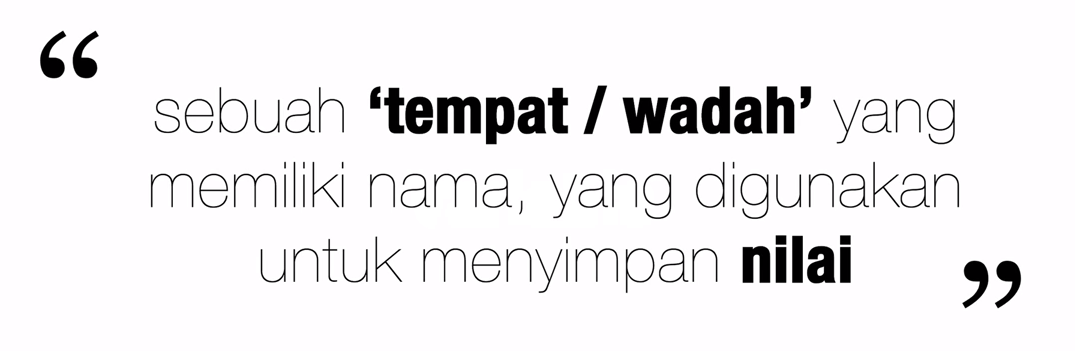 “
sebuah ‘tempat / wadah’ yang
memiliki nama, yang digunakan
untuk menyimpan nilai
”